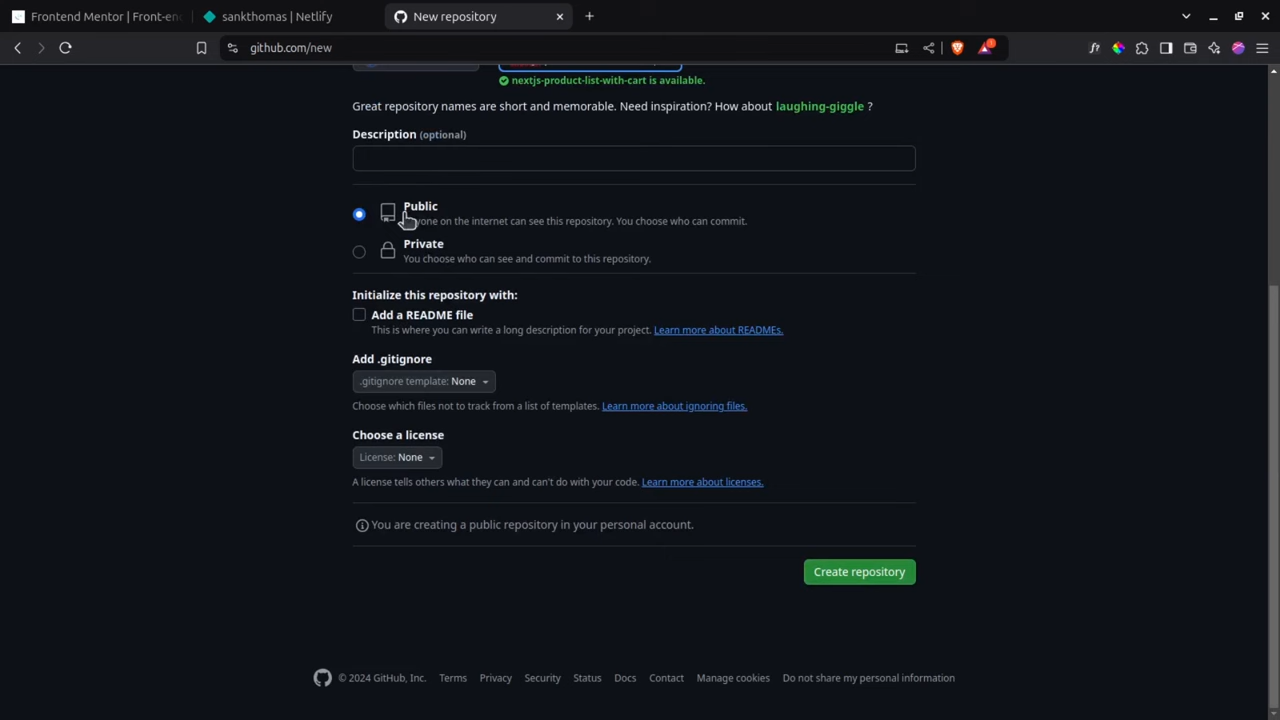 Frontend Mentor | Front-en
sankthomas | Netlify
New repository
github.com/new
1
nextjs-product-list-with-cart is available.
Great repository names are short and memorable. Need inspiration? How about laughing-giggle ?
Description (optional)
Public
yone on the internet can see this repository. You choose who can commit.
Private
You choose who can see and commit to this repository.
Initialize this repository with:
Add a README file
This is where you can write a long description for your project. Learn more about READMEs.
Add .gitignore
.gitignore template: None
Choose which files not to track from a list of templates. Learn more about ignoring files.
Choose a license
License: None
A license tells others what they can and can't do with your code. Learn more about licenses.
You are creating a public repository in your personal account.
Create repository
© 2024 GitHub, Inc. Terms Privacy Security Status Docs Contact Manage cookies Do not share my personal information